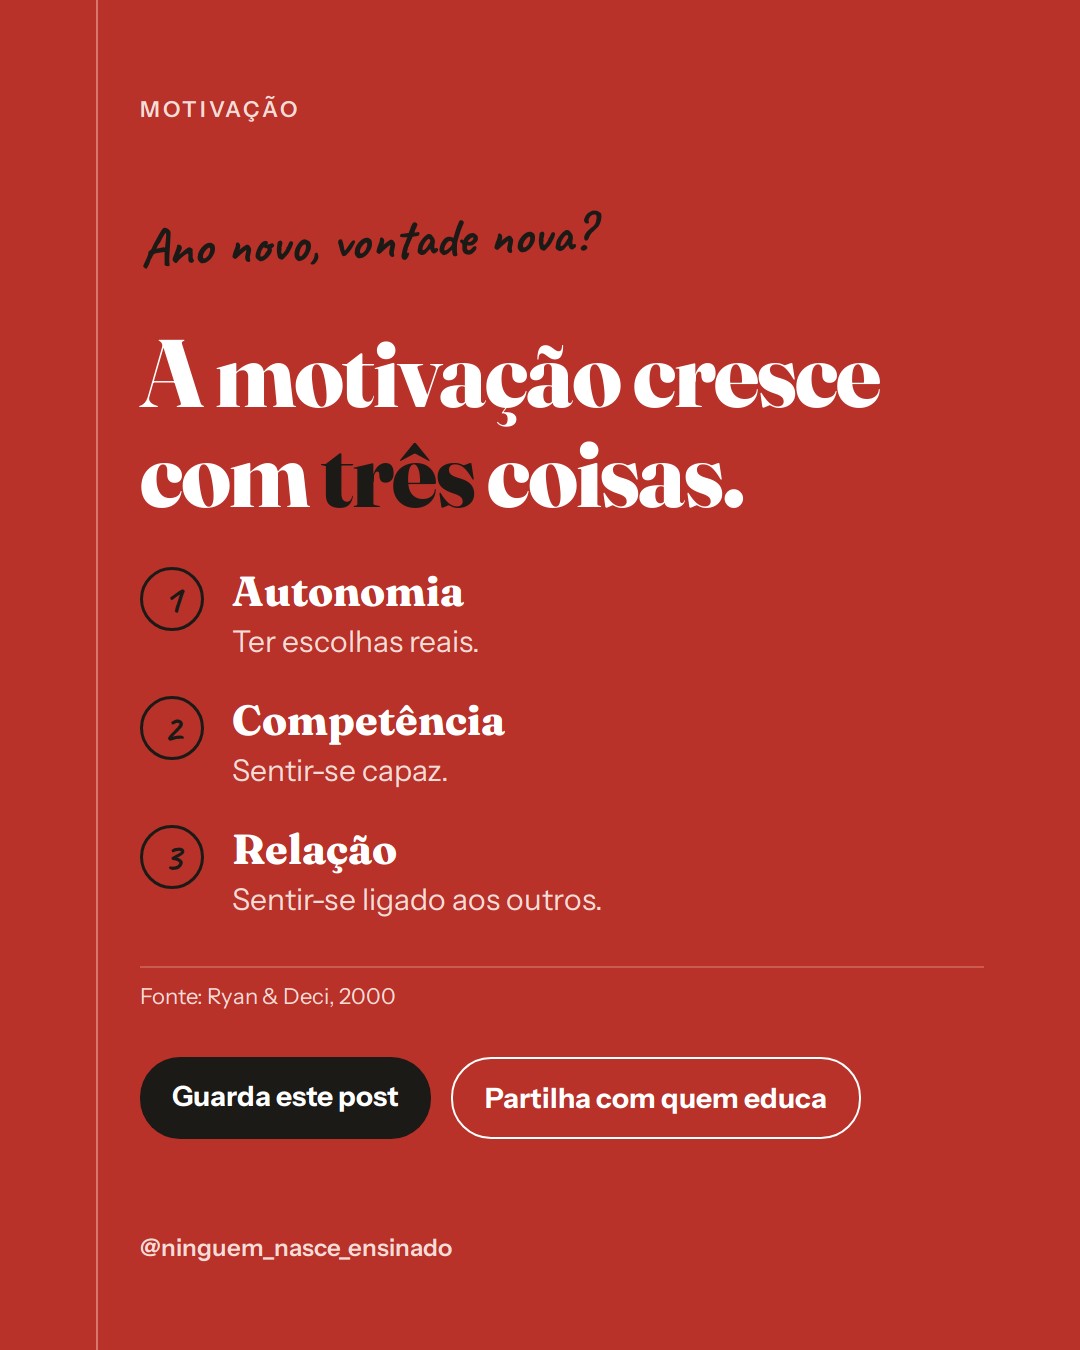 MOTIVAÇÃO
Ano novo, vontade nova?
A motivação cresce
com três coisas.
1
Autonomia
Ter escolhas reais.
2
Competência
Sentir-se capaz.
3
Relação
Sentir-se ligado aos outros.
Fonte: Ryan & Deci, 2000
Guarda este post
Partilha com quem educa
@ninguem_nasce_ensinado